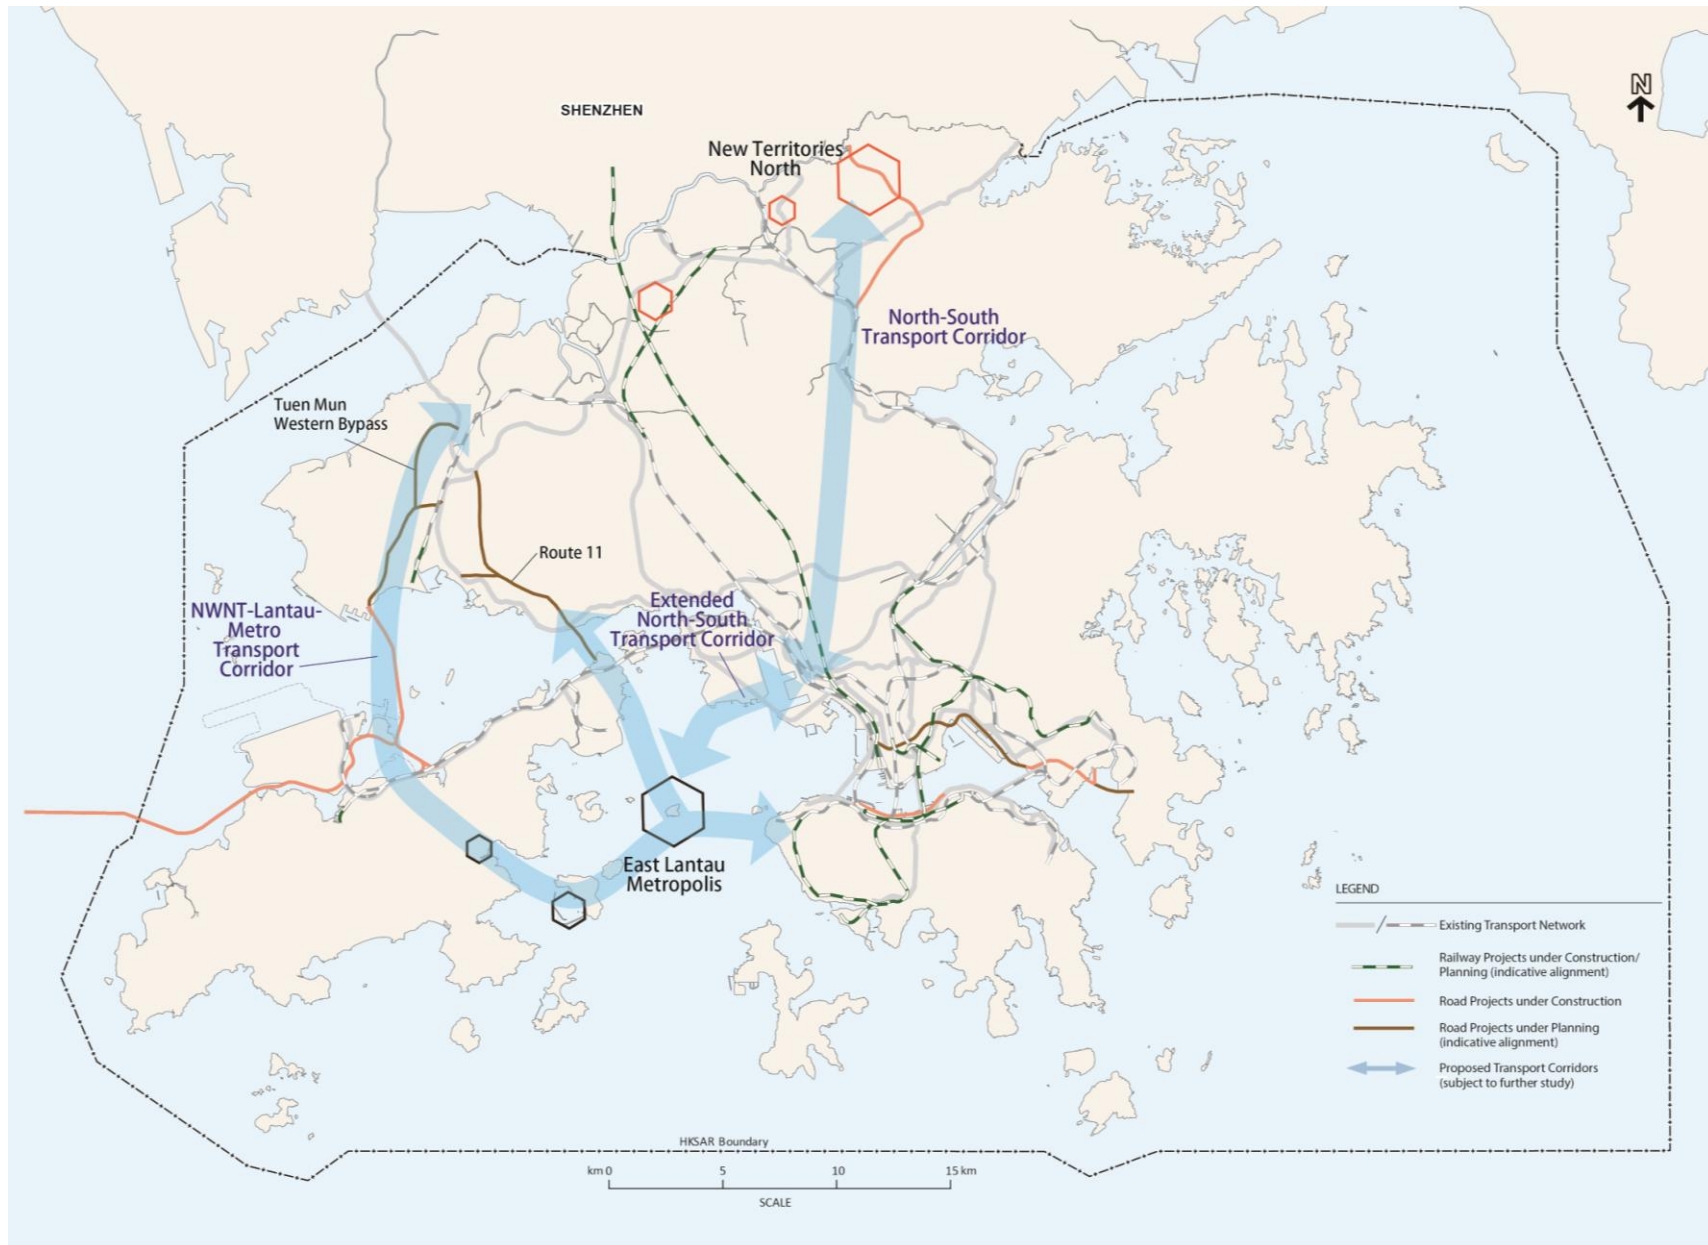 N
SHENZHEN
New Territories
North
North-South
Transport Corridor
Tuen Mun
Western Bypass
Route 11
NWNT-Lantau-
Metro
Transport
Corridor
Extended
North-South
Transport Corridor
East Lantau
Metropolis
LEGEND
Existing Transport Network
Railway Projects under Construction/
Planning (indicative alignment)
Road Projects under Construction
Road Projects under Planning
(indicative alignment)
Proposed Transport Corridors
(subject to further study)
HKSAR Boundary
km 0 5 10 15 km
SCALE